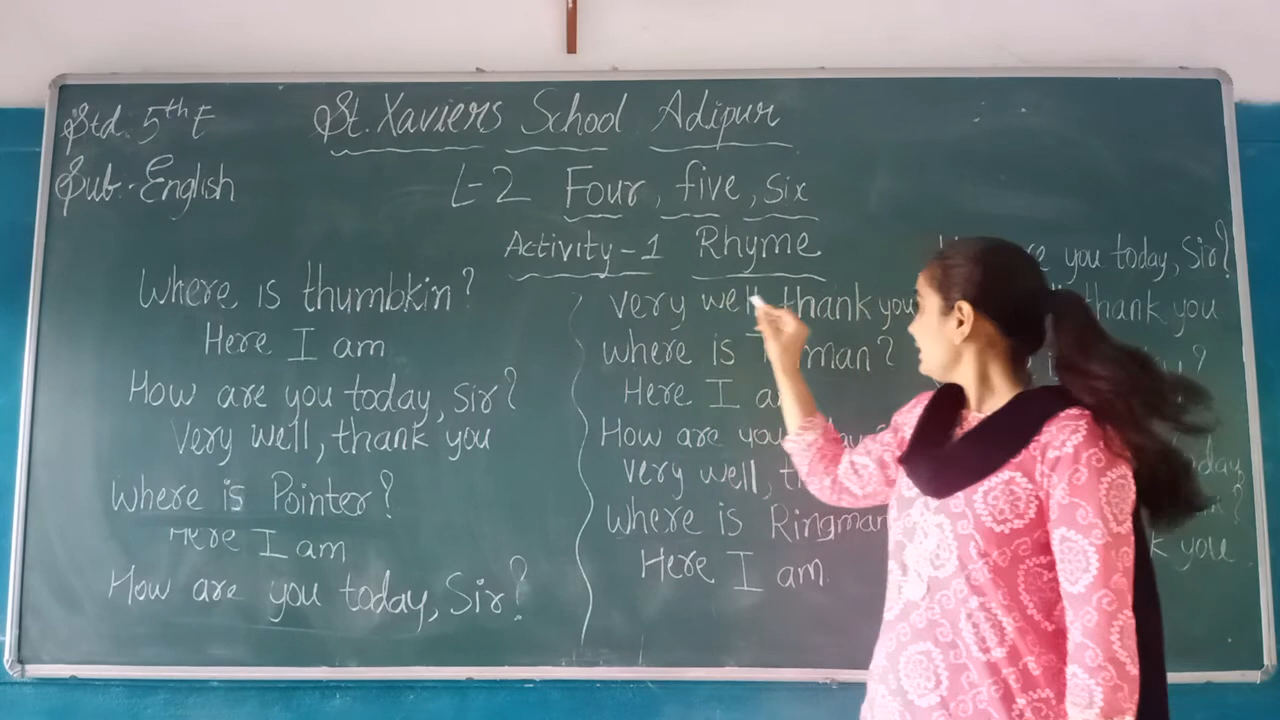 Std. 5th E
St. Xaviers School Adipur
Sub:- English
L-2 Four, five, six
Activity-1 Rhyme
Where is thumbkin?
Here I am
How are you today, Sir?
Very well, thank you
Where is Pointer?
Here I am
How are you today, Sir?
Very well, thank you
where is man?
Here I am
How are you
Very well,
Where is Ringman
Here I am
you today, Sir?
thank you
you